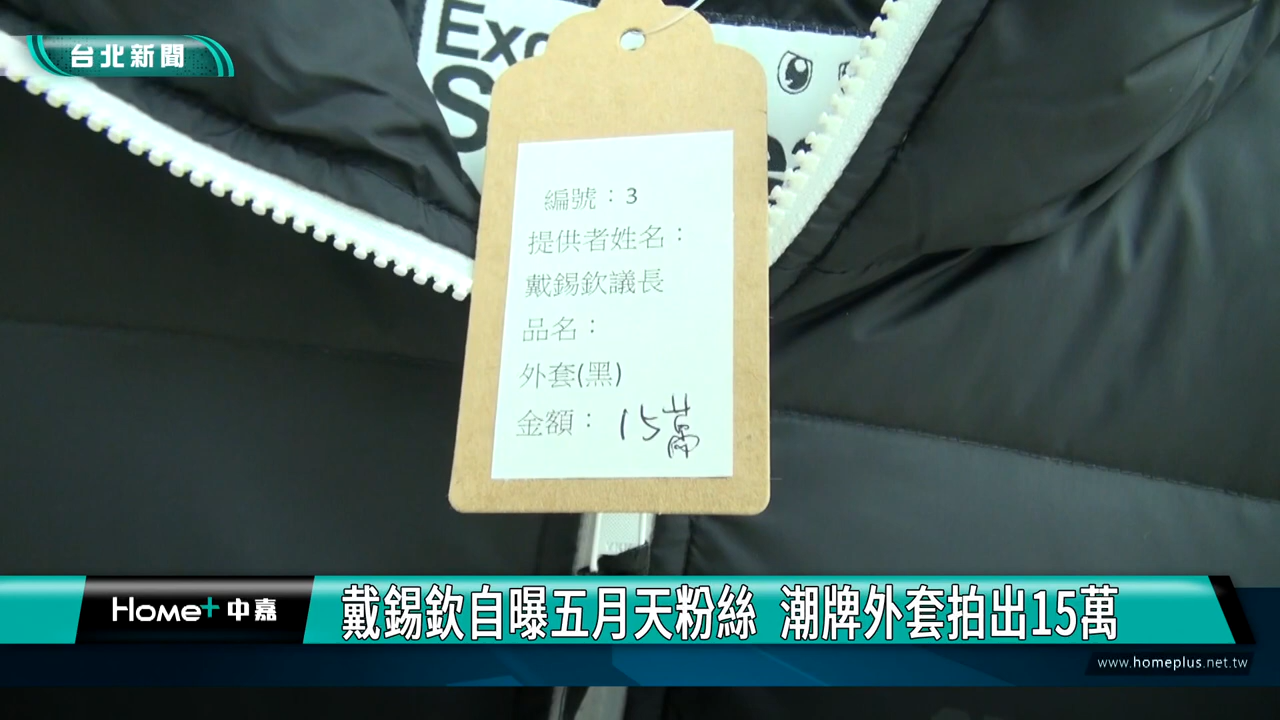 台北新聞
編號：3
提供者姓名：
戴錫欽議長
品名：
外套(黑)
金額：15萬
Home+中嘉
戴錫欽自曝五月天粉絲 潮牌外套拍出15萬
www.homeplus.net.tw